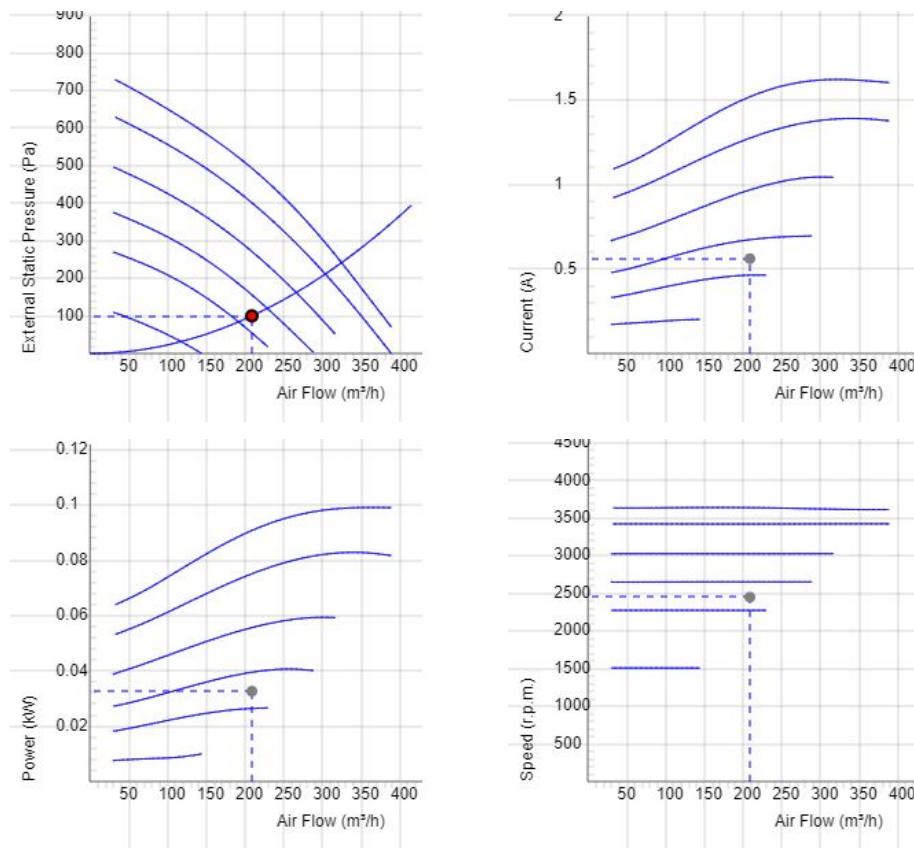 900
800
700
600
500
400
300
200
100
External Static Pressure (Pa)
50 100 150 200 250 300 350 400
Air Flow (m³/h)
2
1.5
1
0.5
Current (A)
50 100 150 200 250 300 350 400
Air Flow (m³/h)
0.12
0.1
0.08
0.06
0.04
0.02
Power (kW)
50 100 150 200 250 300 350 400
Air Flow (m³/h)
4500
4000
3500
3000
2500
2000
1500
500
Speed (r.p.m.)
50 100 150 200 250 300 350 400
Air Flow (m³/h)